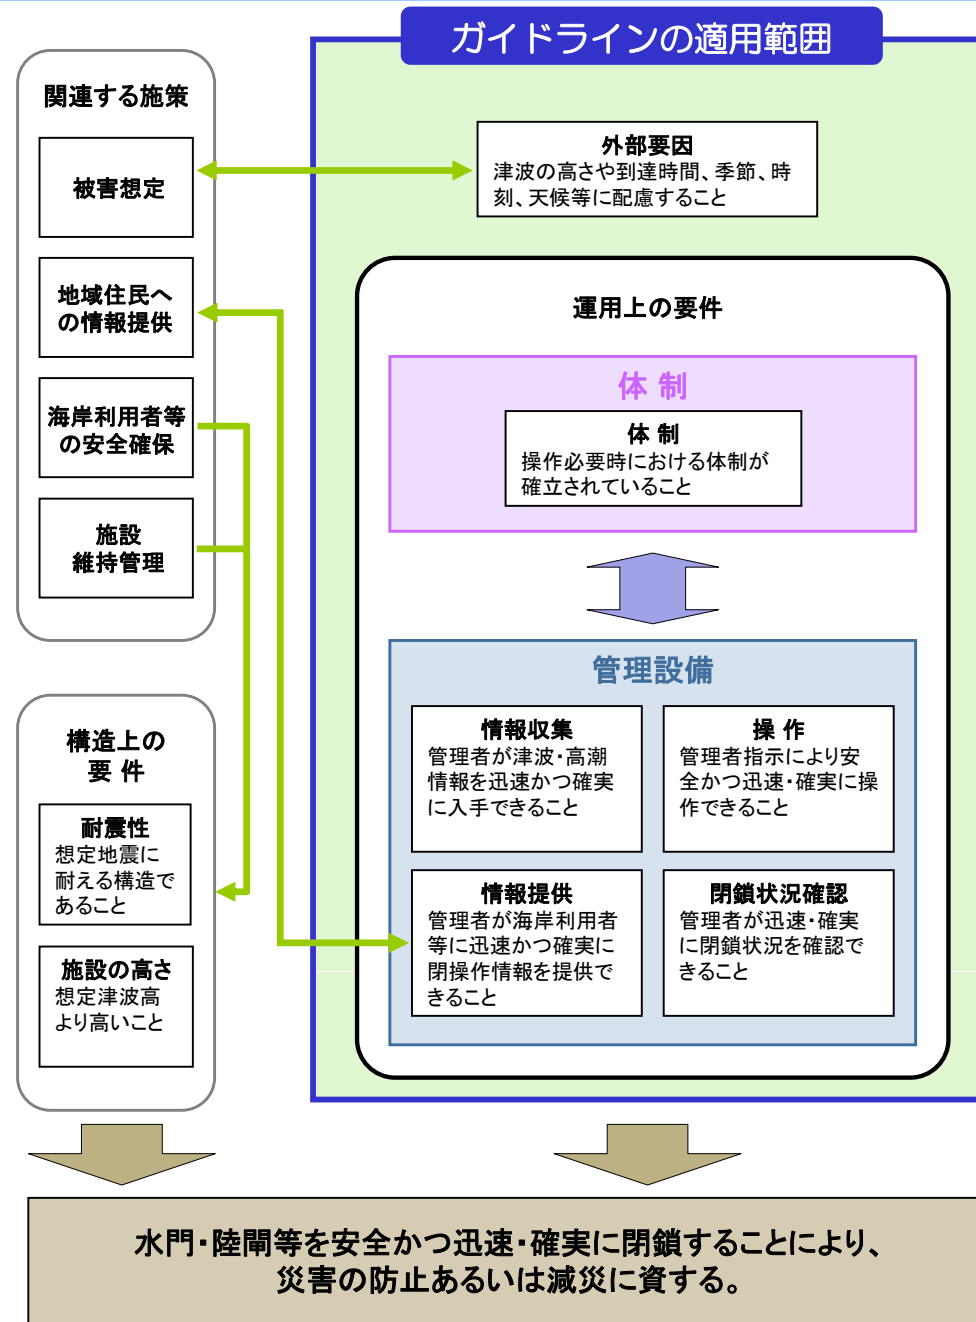 ガイドラインの適用範囲
関連する施策
被害想定
地域住民へ
の情報提供
海岸利用者等
の安全確保
施設
維持管理
構造上の
要 件
耐震性
想定地震に
耐える構造で
あること
施設の高さ
想定津波高
より高いこと
外部要因
津波の高さや到達時間、季節、時
刻、天候等に配慮すること
運用上の要件
体 制
体 制
操作必要時における体制が
確立されていること
管理設備
情報収集
管理者が津波・高潮
情報を迅速かつ確実
に入手できること
操 作
管理者指示により安
全かつ迅速・確実に操
作できること
情報提供
管理者が海岸利用者
等に迅速かつ確実に
閉操作情報を提供で
きること
閉鎖状況確認
管理者が迅速・確実
に閉鎖状況を確認で
きること
水門・陸閘等を安全かつ迅速・確実に閉鎖することにより、
災害の防止あるいは減災に資する。